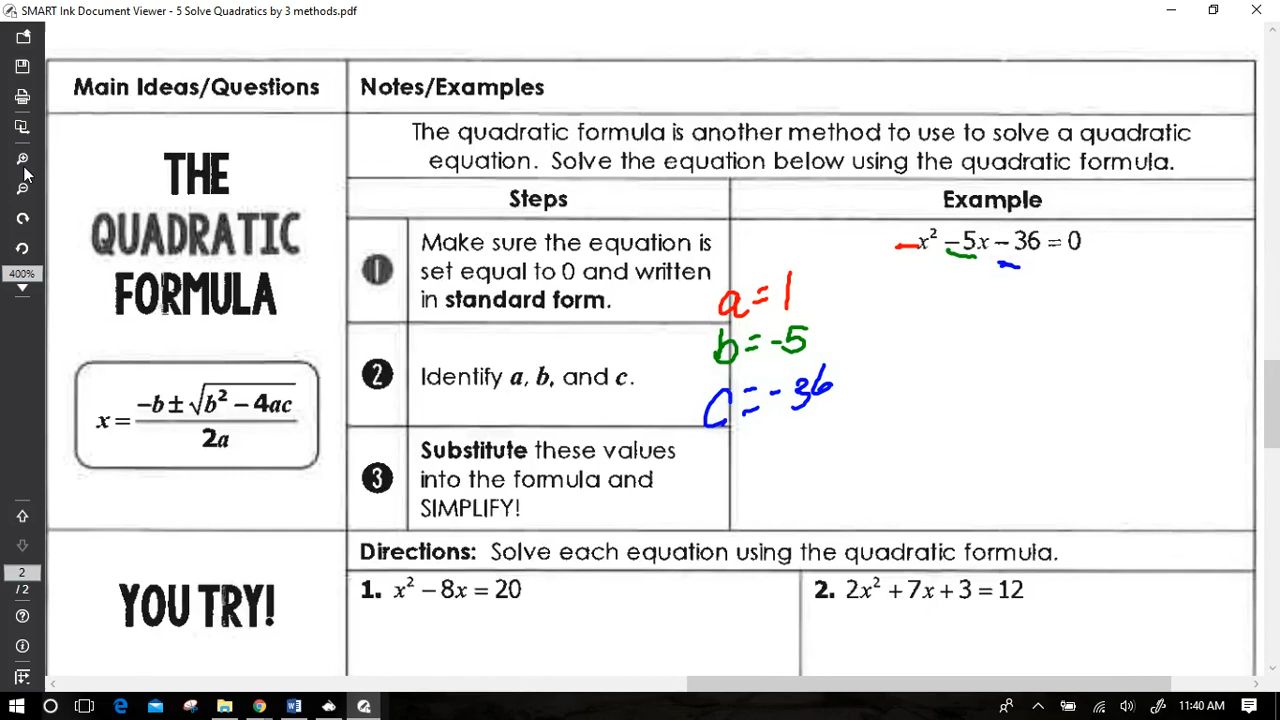 SMART Ink Document Viewer - 5 Solve Quadratics by 3 methods.pdf
Main Ideas/Questions
Notes/Examples
THE
QUADRATIC
FORMULA
x = (-b ± √(b² - 4ac)) / 2a
The quadratic formula is another method to use to solve a quadratic
equation. Solve the equation below using the quadratic formula.
Steps
Example
1
Make sure the equation is
set equal to 0 and written
in standard form.
x² - 5x - 36 = 0
a = 1
b = -5
c = -36
2
Identify a, b, and c.
3
Substitute these values
into the formula and
SIMPLIFY!
YOU TRY!
Directions: Solve each equation using the quadratic formula.
1. x² - 8x = 20
2. 2x² + 7x + 3 = 12
400%
2
/ 2
11:40 AM